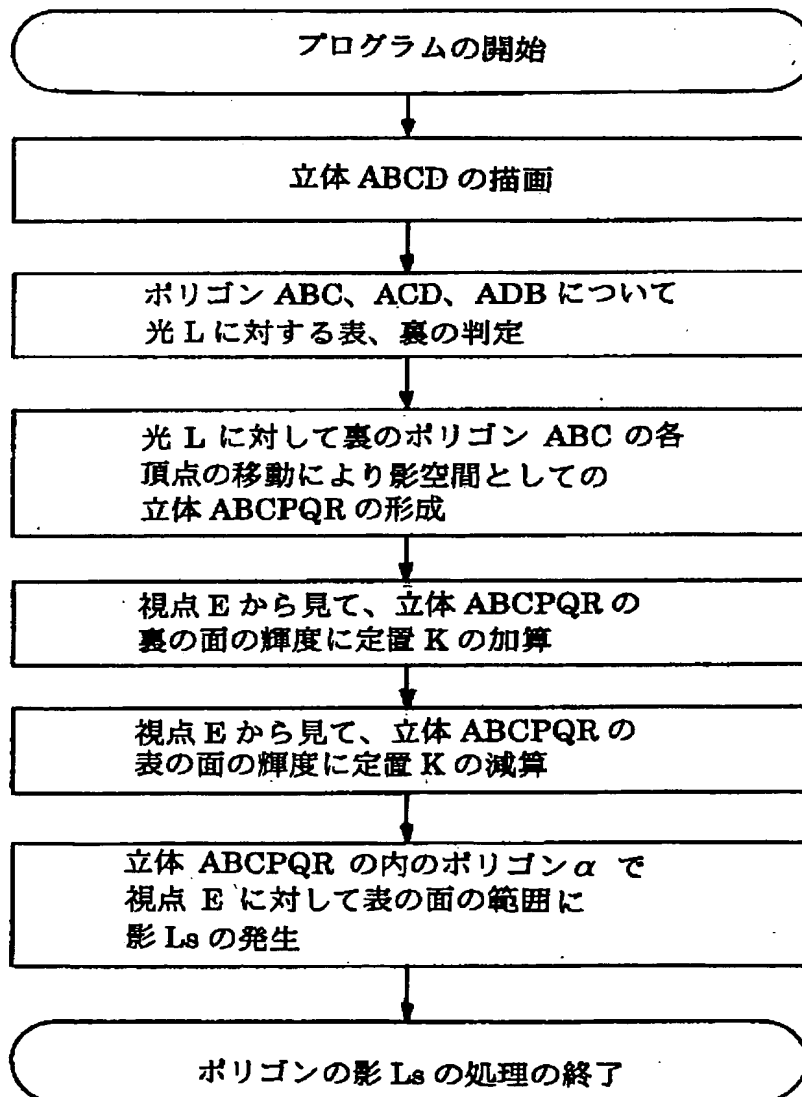 プログラムの開始
立体 ABCD の描画
ポリゴン ABC、ACD、ADB について
光 L に対する表、裏の判定
光 L に対して裏のポリゴン ABC の各
頂点の移動により影空間としての
立体 ABCPQR の形成
視点 E から見て、立体 ABCPQR の
裏の面の輝度に定置 K の加算
視点 E から見て、立体 ABCPQR の
表の面の輝度に定置 K の減算
立体 ABCPQR の内のポリゴンα で
視点 E に対して表の面の範囲に
影 Ls の発生
ポリゴンの影 Ls の処理の終了